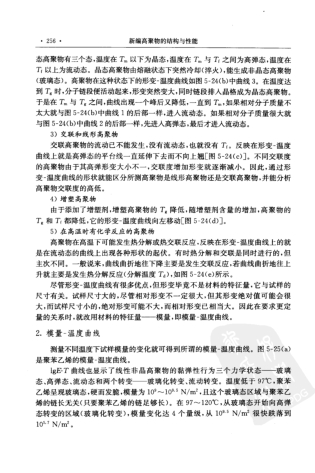 · 256 · 新编高聚物的结构与性能
态高聚物有三个态,温度在 Tm 以下为晶态,温度在 Tm 与 Tf 之间为高弹态,温度在
Tf 以上为流动态。晶态高聚物由熔融状态下突然冷却(淬火),能生成非晶态高聚物
(玻璃态)。高聚物在这种状态下的形变-温度曲线如图 5-24(b)中曲线 3。在温度达
到 Tg 时,分子链段便活动起来,形变突然变大,同时链段排入晶格成为晶态高聚物。
于是在 Tm 与 Tg 之间,曲线出现一个峰后又降低,一直到 Tm,如果相对分子质量不
太大就与图 5-24(b)中曲线 1 的后部一样,进入流动态。如果相对分子质量很大就
与图 5-24(b)中曲线 2 的后部一样,先进入高弹态,最后才进入流动态。
3) 交联和线形高聚物
交联高聚物的流动已不能发生,没有流动态,也就没有 Tf。反映在形变-温度
曲线上就是高弹态的平台线一直延伸下去而不向上翘[图 5-24(c)]。不同交联度
的高聚物由于其高弹形变大小不一,交联度增加形变就逐渐减小。因此,通过形
变-温度曲线的形状就能区分所测高聚物是线形高聚物还是交联高聚物,并能分析
高聚物交联度的高低。
4) 增塑高聚物
由于添加了增塑剂,增塑高聚物的 Tg 降低,随增塑剂含量的增加,高聚物的
Tg 和 Tf 都降低了,它的形变-温度曲线向左移动[图 5-24(d)]。
5) 在高温时有化学反应的高聚物
高聚物在高温下可能发生热分解或热交联反应,反映在形变-温度曲线上的就
是在流动态的曲线上出现各种形状的起伏。有时热分解和交联是同时进行的,但
主次不同。一般说来,曲线曲折地往下降主要是发生交联反应,若曲线曲折地往上
升就主要是发生热分解反应(分解温度 Td),如图 5-24(e)所示。
尽管形变-温度曲线有很多优点,但形变毕竟不是材料的特征性质,它与试样的
尺寸有关。试样尺寸大的,尽管相对形变不一定很大,但其形变绝对值可能会很
大,而试样尺寸小的,绝对形变可能不大,而相对形变已相当大。因此在要求更定
量的关系时,就改用材料的特征量——模量,即模量-温度曲线。
2. 模量-温度曲线
测量不同温度下试样模量的变化就可得到所谓的模量-温度曲线。图 5-25(a)
是聚苯乙烯的模量-温度曲线。
lgE-T 曲线也显示了线性非晶高聚物的黏弹性行为三个力学状态——玻璃
态、高弹态、流动态和两个转变——玻璃化转变、流动转变。温度低于 97℃,聚苯
乙烯呈现玻璃态,硬而发脆,模量为 10⁹~10⁹·⁵ N/m²,且这个玻璃态区域与聚苯乙
烯的链长无关(只要聚苯乙烯的链足够长)。在 97~120℃,从玻璃态开始向高弹
态转变的区域(玻璃化转变),模量变化达 4 个量级,从 10⁹·⁵ N/m² 很快跌落到
10⁵·⁷ N/m²。